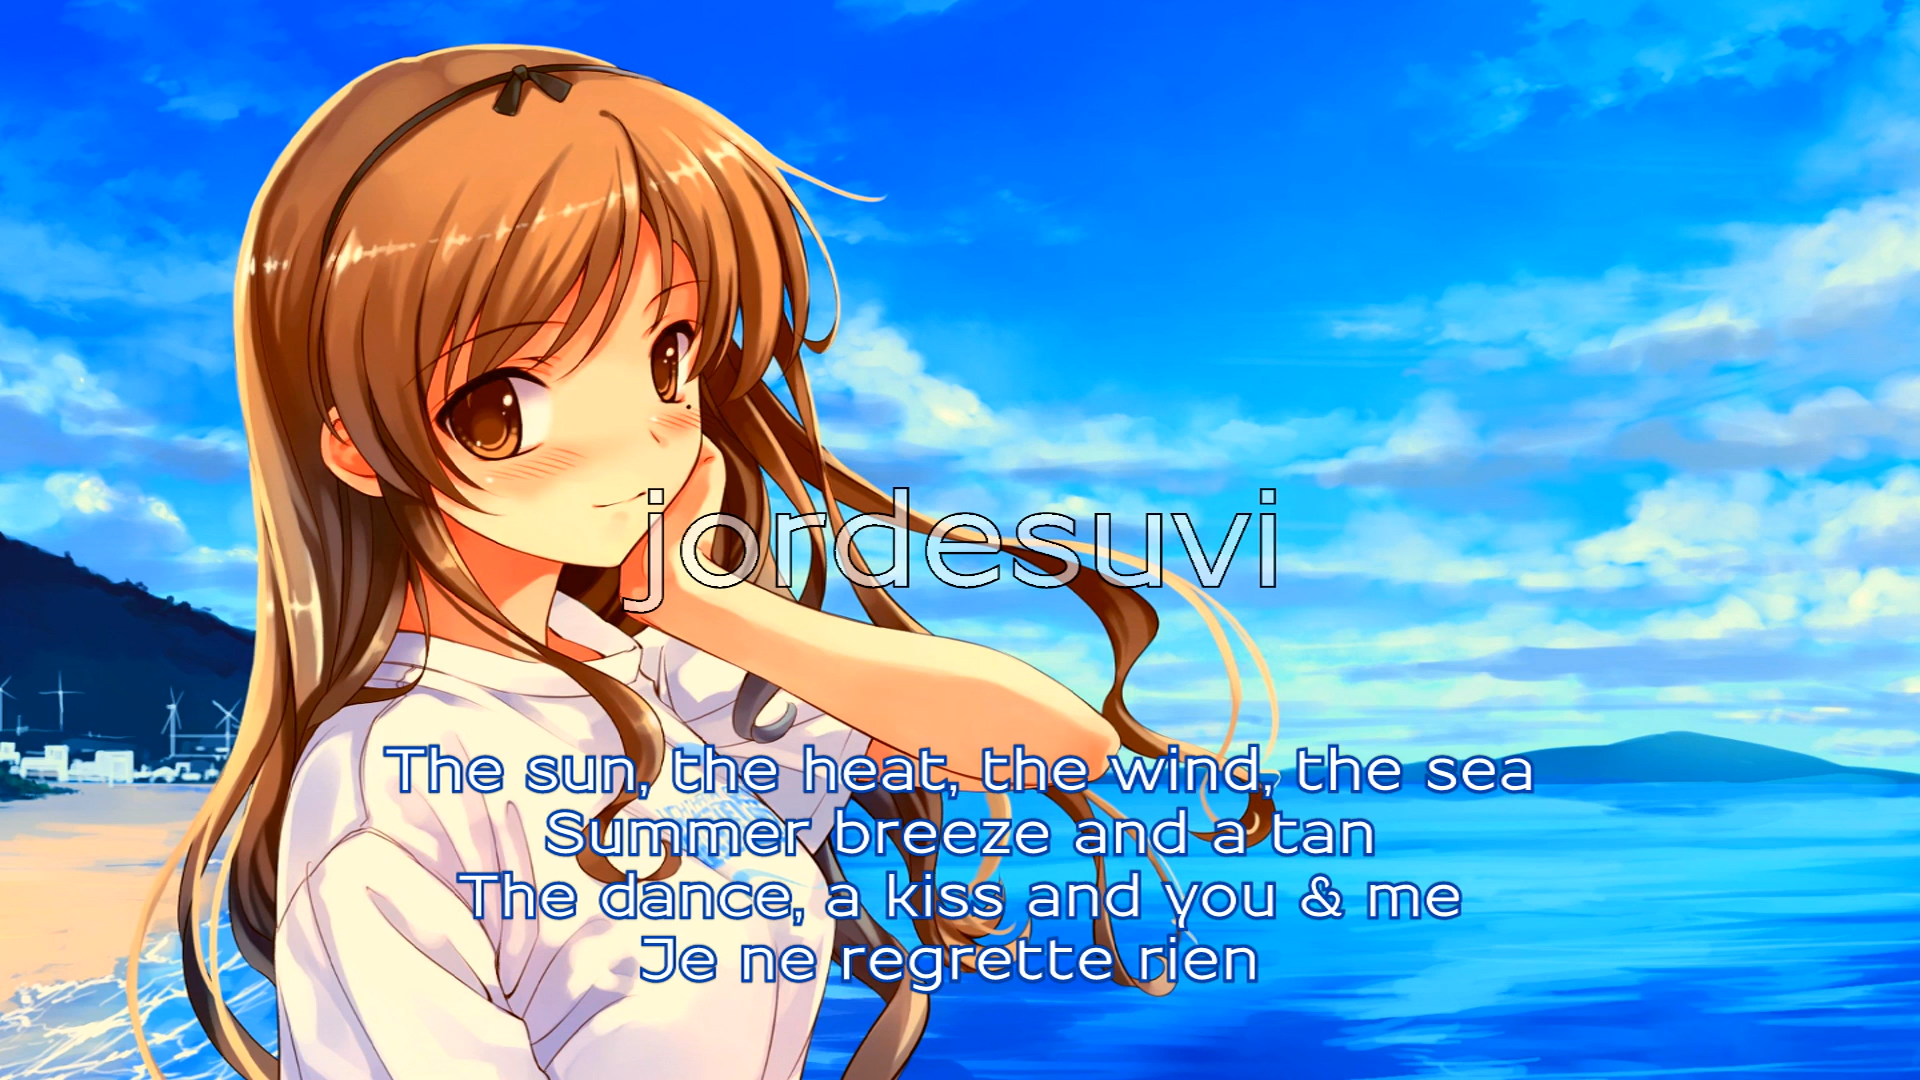 jordesuvi
The sun, the heat, the wind, the sea
Summer breeze and a tan
The dance, a kiss and you & me
Je ne regrette rien